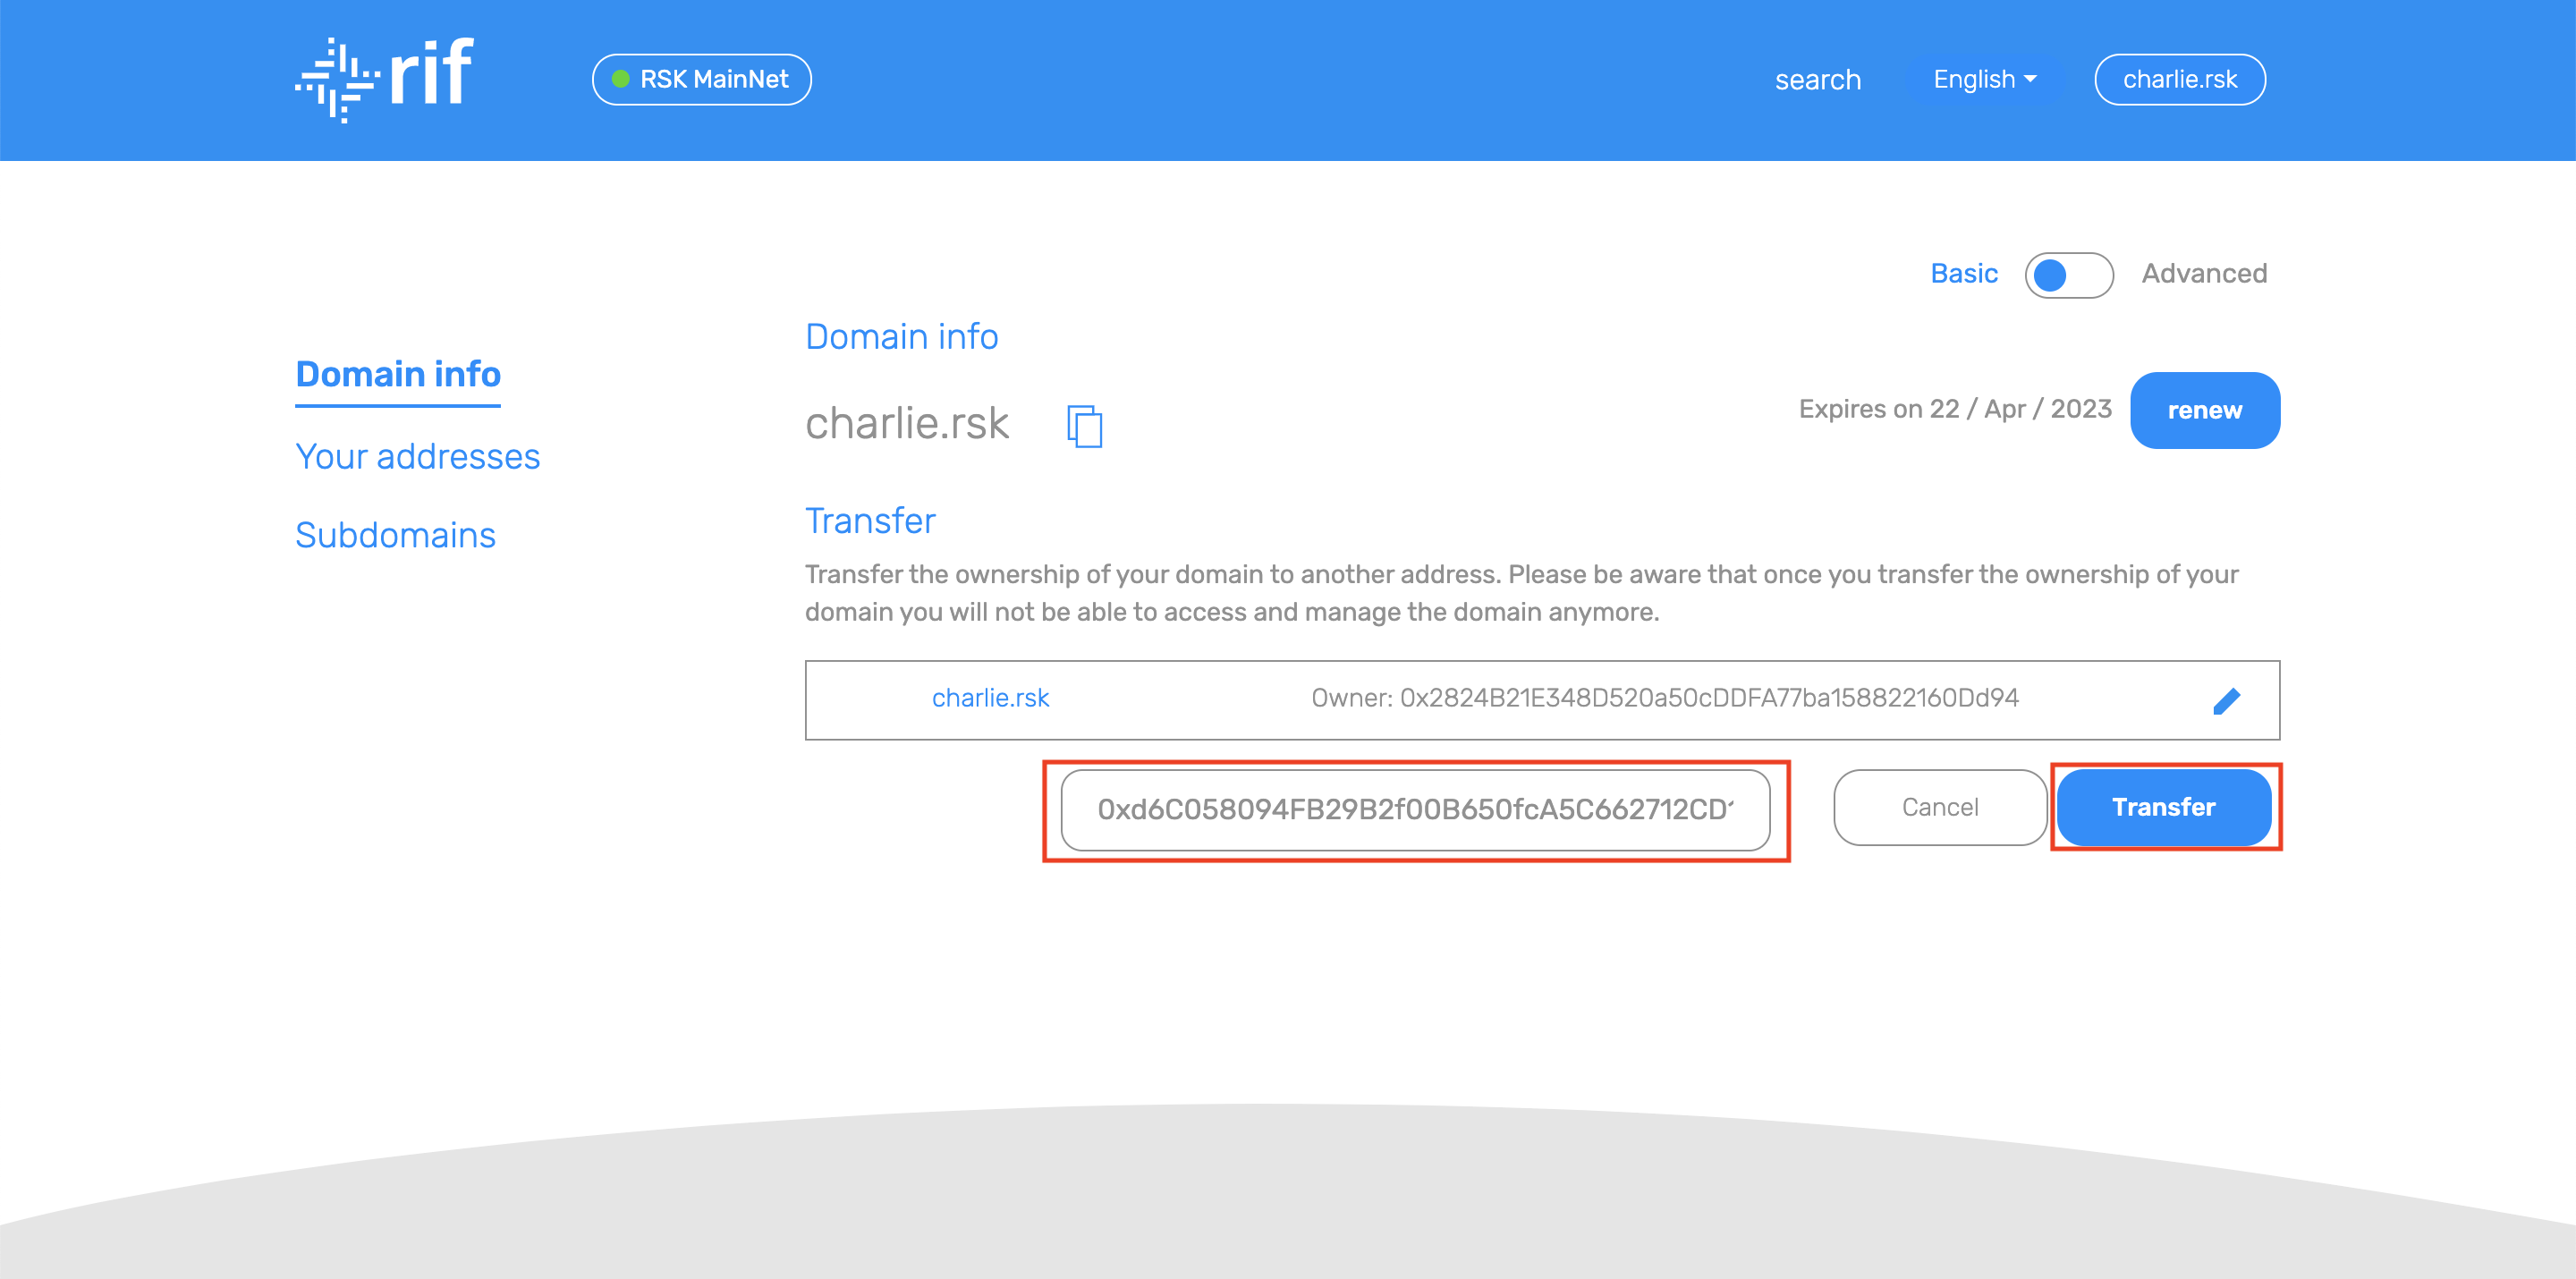 rif
RSK MainNet
search
English
charlie.rsk
Basic
Advanced
Domain info
Your addresses
Subdomains
Domain info
charlie.rsk
Expires on 22 / Apr / 2023
renew
Transfer
Transfer the ownership of your domain to another address. Please be aware that once you transfer the ownership of your
domain you will not be able to access and manage the domain anymore.
charlie.rsk
Owner: 0x2824B21E348D520a50cDDFA77ba158822160Dd94
0xd6C058094FB29B2f00B650fcA5C662712CD
Cancel
Transfer